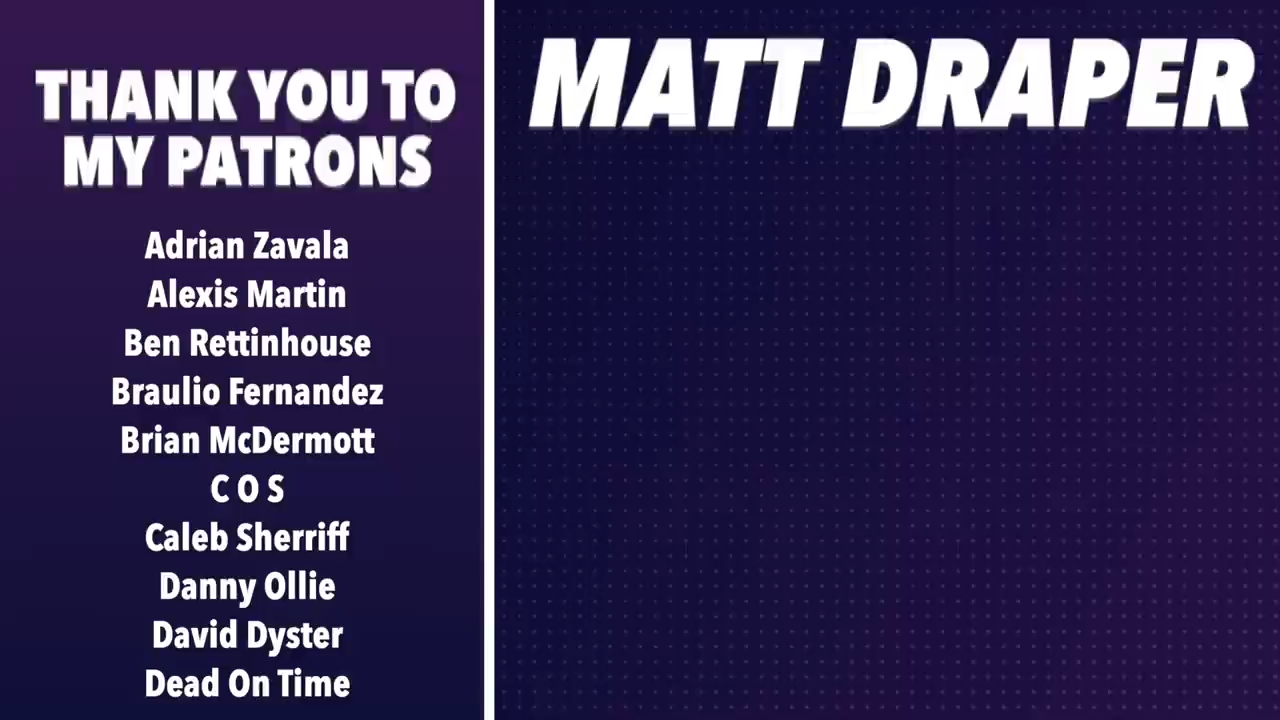 THANK YOU TO
MY PATRONS
Adrian Zavala
Alexis Martin
Ben Rettinhouse
Braulio Fernandez
Brian McDermott
C O S
Caleb Sherriff
Danny Ollie
David Dyster
Dead On Time
MATT DRAPER